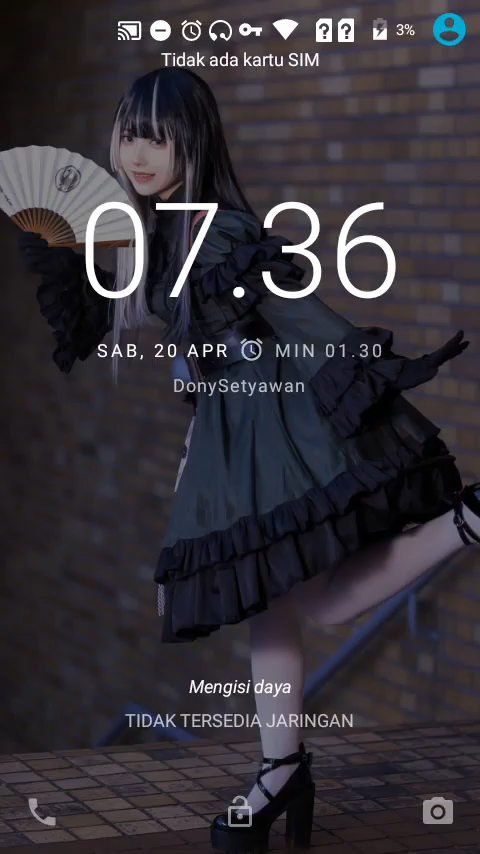 3%
Tidak ada kartu SIM
07.36
SAB, 20 APR MIN 01.30
DonySetyawan
Mengisi daya
TIDAK TERSEDIA JARINGAN